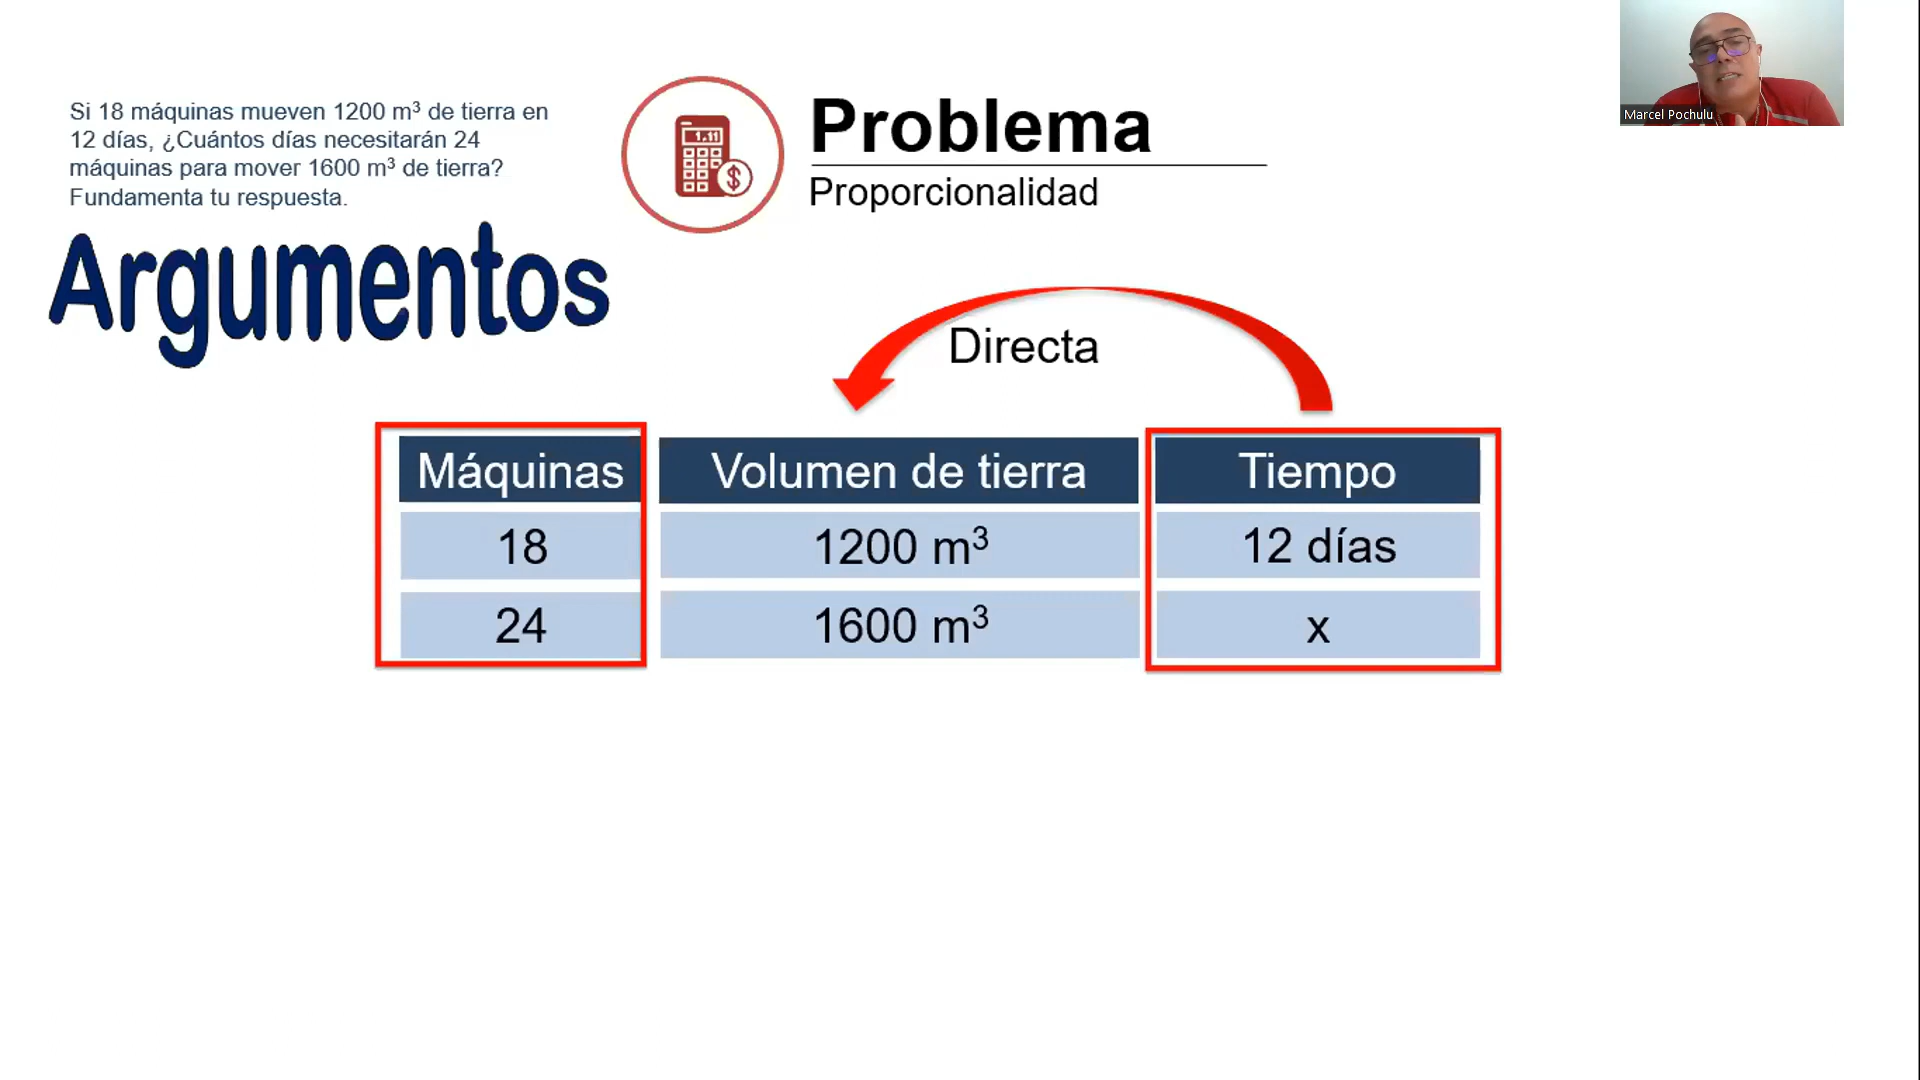 Si 18 máquinas mueven 1200 m³ de tierra en
12 días, ¿Cuántos días necesitarán 24
máquinas para mover 1600 m³ de tierra?
Fundamenta tu respuesta.
1.11
$
Problema
Proporcionalidad
Marcel Pochulu
Argumentos
Directa
Máquinas Volumen de tierra Tiempo
18 1200 m³ 12 días
24 1600 m³ x